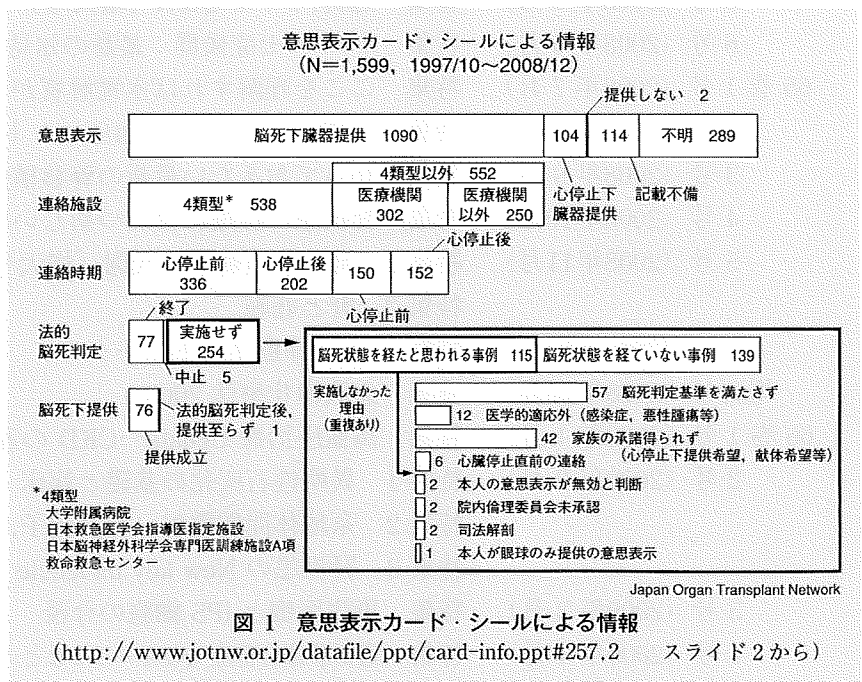 意思表示カード・シールによる情報
(N=1,599, 1997/10~2008/12)
提供しない 2
意思表示 脳死下臓器提供 1090 104 114 不明 289
4類型以外 552
心停止下
臓器提供
記載不備
連絡施設 4類型* 538 医療機関
302
医療機関
以外 250
心停止後
連絡時期 心停止前
336
心停止後
202
150 152
心停止前
終了
法的
脳死判定
77 実施せず
254
中止 5
脳死状態を経たと思われる事例 115 脳死状態を経ていない事例 139
実施しなかった
理由
(重複あり)
57 脳死判定基準を満たさず
12 医学的適応外(感染症,悪性腫瘍等)
42 家族の承諾得られず
(心停止下提供希望,献体希望等)
6 心臓停止直前の連絡
2 本人の意思表示が無効と判断
2 院内倫理委員会未承認
2 司法解剖
1 本人が眼球のみ提供の意思表示
脳死下提供 76 法的脳死判定後,
提供至らず 1
提供成立
*4類型
大学附属病院
日本救急医学会指導医指定施設
日本脳神経外科学会専門医訓練施設A項
救命救急センター
Japan Organ Transplant Network
図 1 意思表示カード・シールによる情報
(http://www.jotnw.or.jp/datafile/ppt/card-info.ppt#257,2 スライド2から)